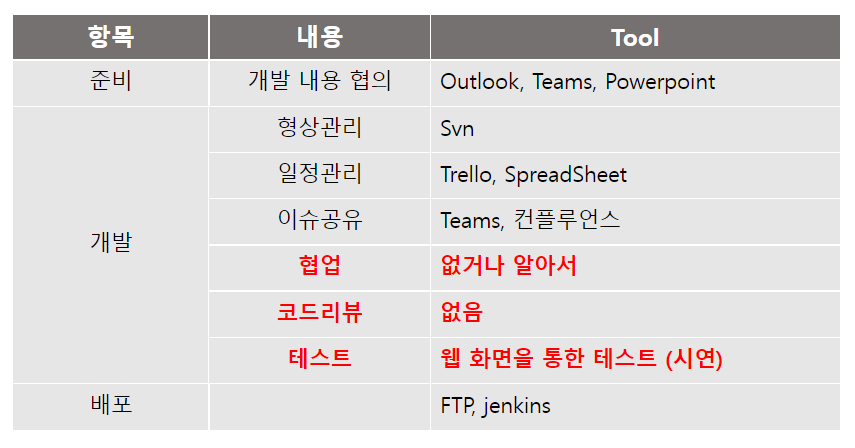 항목 내용 Tool
준비 개발 내용 협의 Outlook, Teams, Powerpoint
개발 형상관리 Svn
일정관리 Trello, SpreadSheet
이슈공유 Teams, 컨플루언스
협업 없거나 알아서
코드리뷰 없음
테스트 웹 화면을 통한 테스트 (시연)
배포 FTP, jenkins